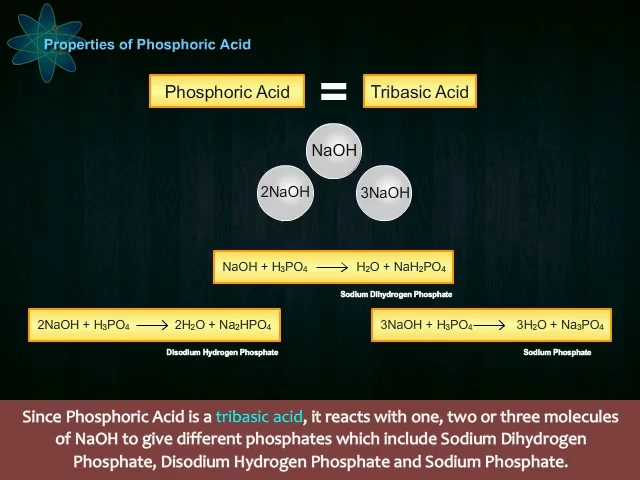 Properties of Phosphoric Acid
Phosphoric Acid = Tribasic Acid
NaOH
2NaOH 3NaOH
NaOH + H₃PO₄ ⟶ H₂O + NaH₂PO₄
Sodium Dihydrogen Phosphate
2NaOH + H₃PO₄ ⟶ 2H₂O + Na₂HPO₄
Disodium Hydrogen Phosphate
3NaOH + H₃PO₄ ⟶ 3H₂O + Na₃PO₄
Sodium Phosphate
Since Phosphoric Acid is a tribasic acid, it reacts with one, two or three molecules
of NaOH to give different phosphates which include Sodium Dihydrogen
Phosphate, Disodium Hydrogen Phosphate and Sodium Phosphate.